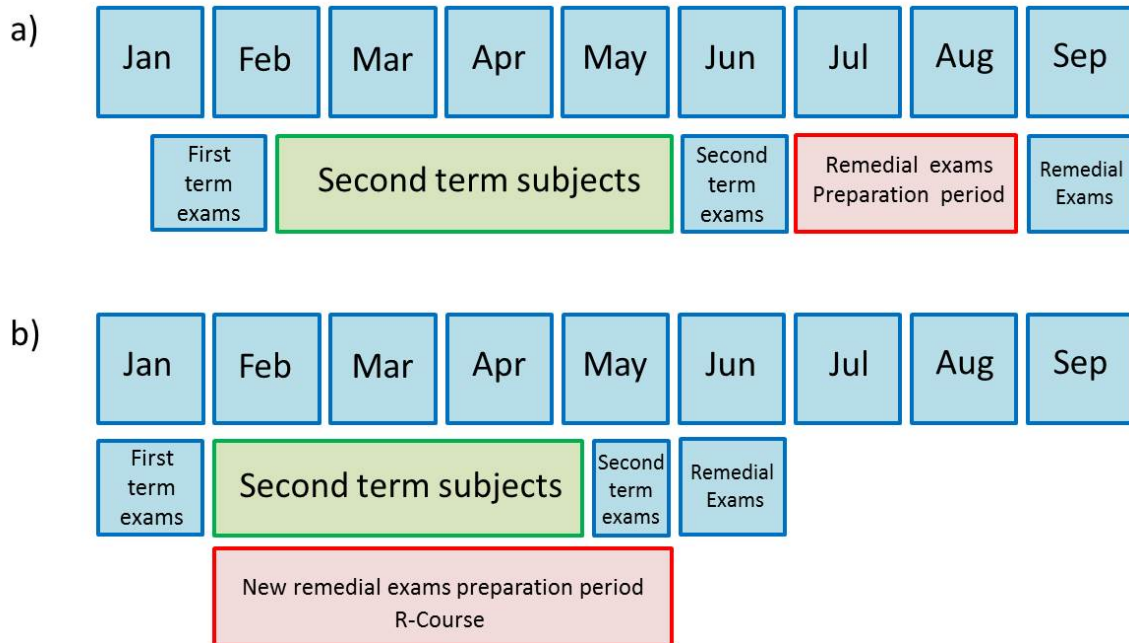 a)
Jan Feb Mar Apr May Jun Jul Aug Sep
First
term
exams
Second term subjects
Second
term
exams
Remedial exams
Preparation period
Remedial
Exams
b)
Jan Feb Mar Apr May Jun Jul Aug Sep
First
term
exams
Second term subjects
Second
term
exams
Remedial
Exams
New remedial exams preparation period
R-Course